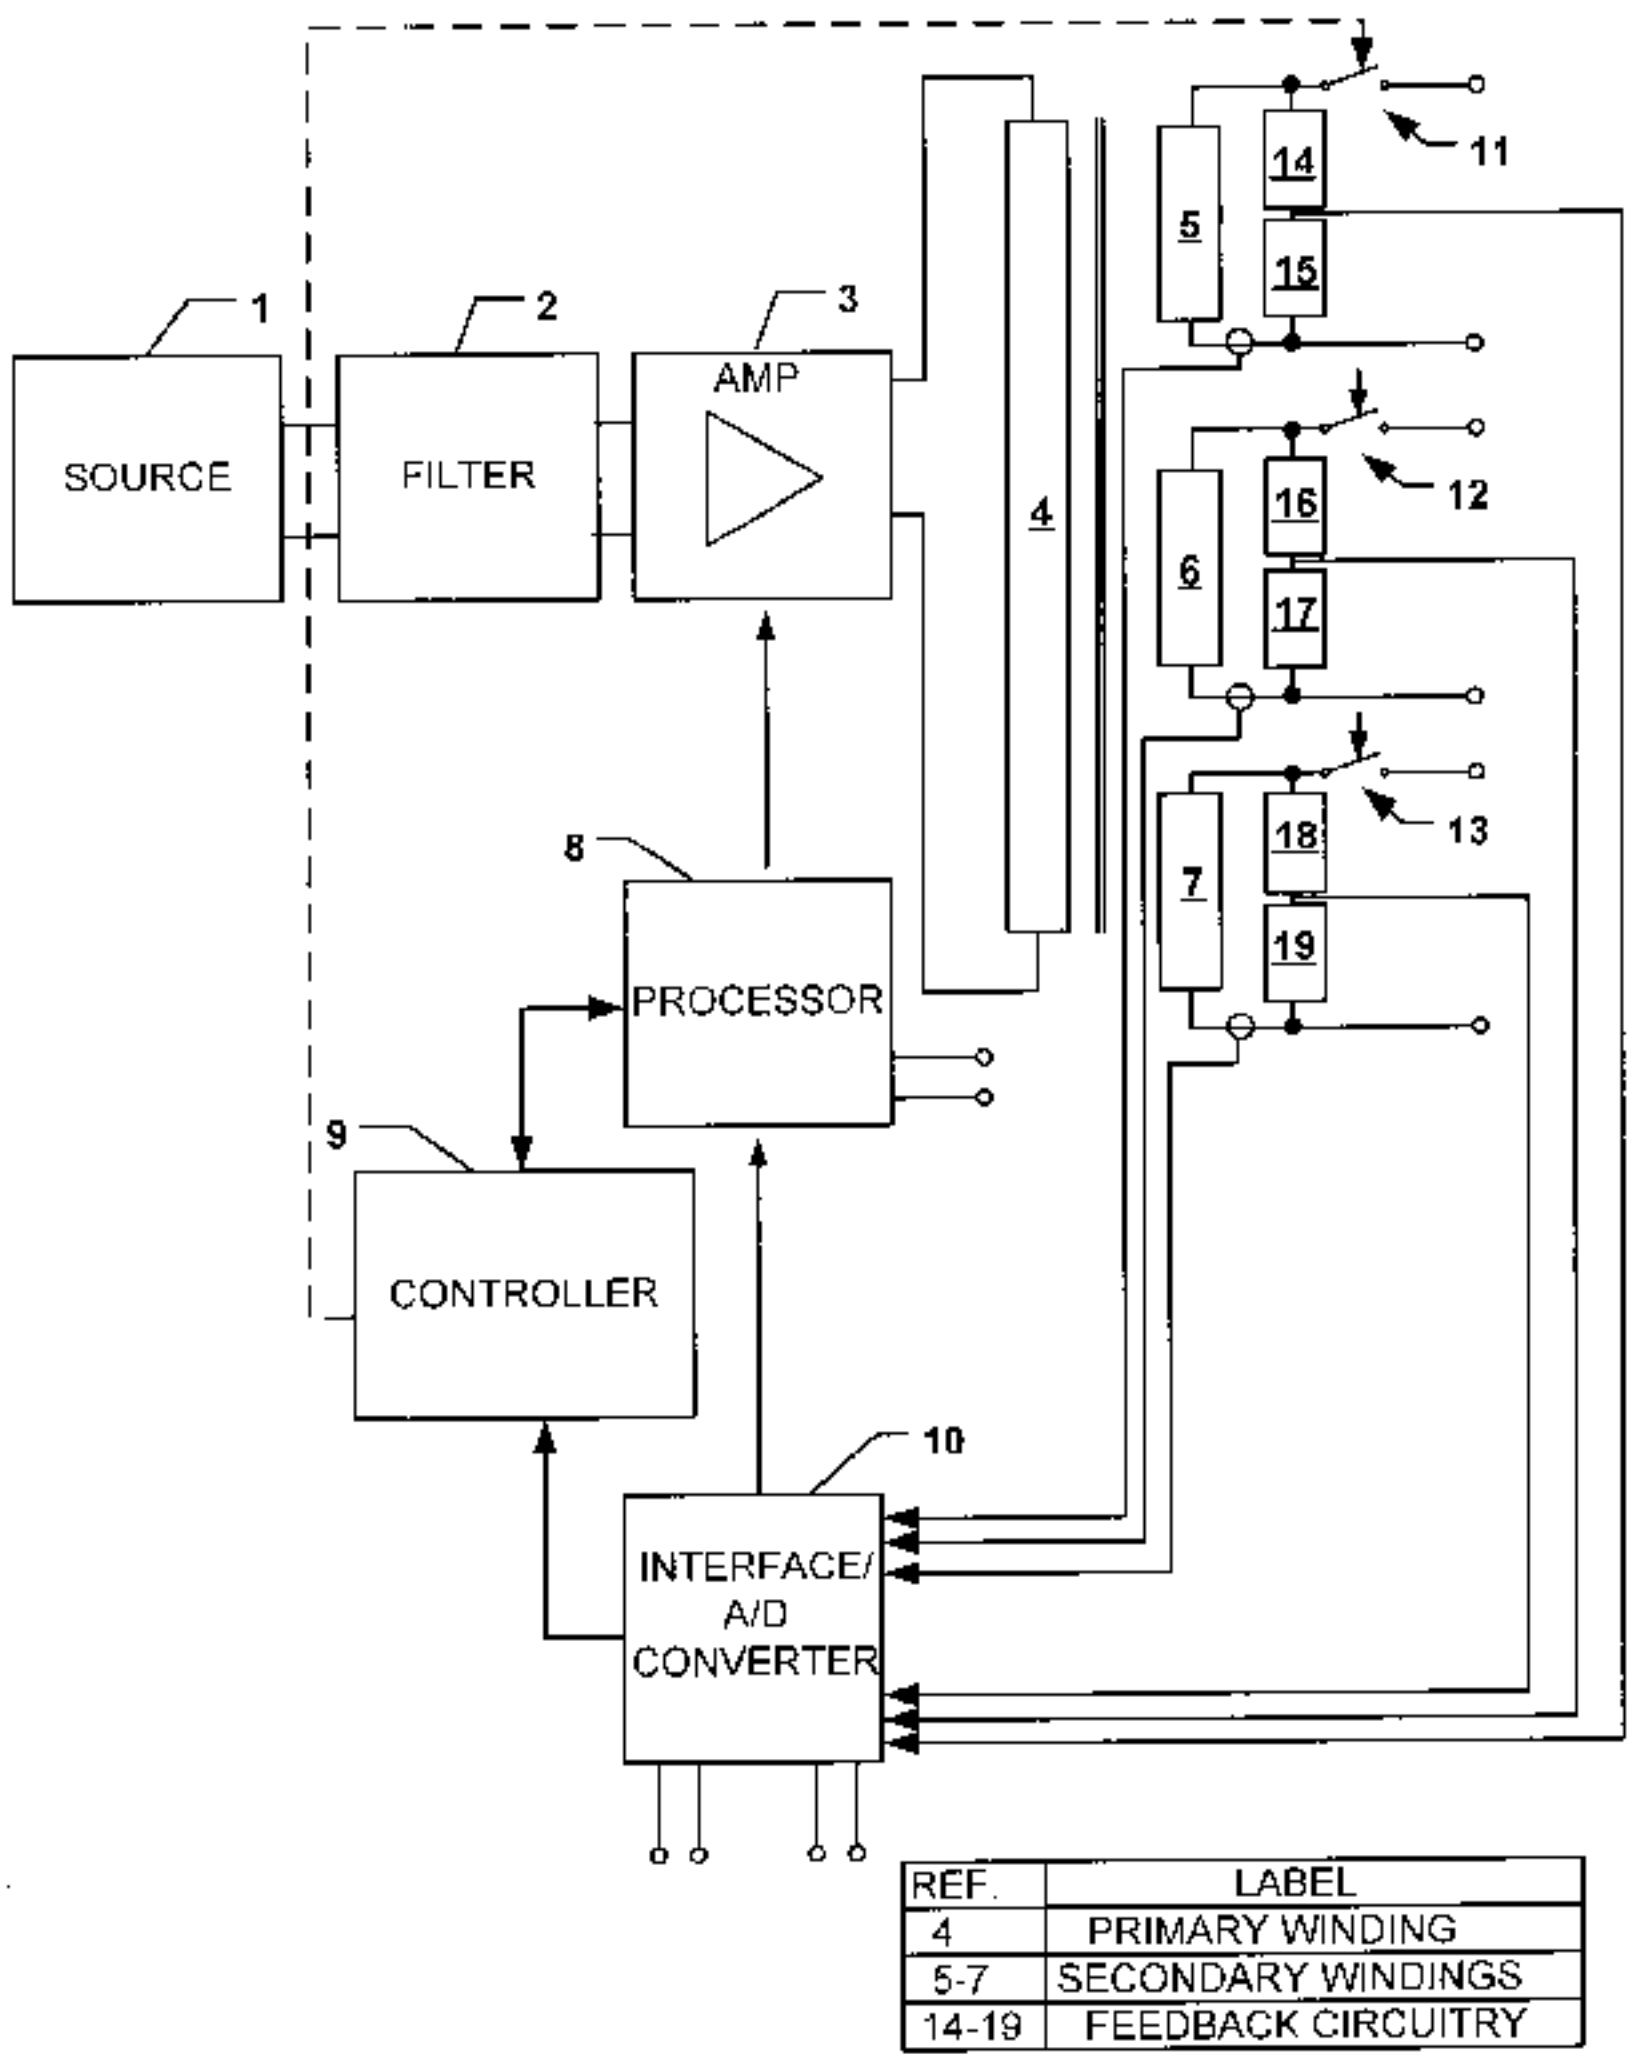 11
14
5
15
1
2
3
AMP
SOURCE
FILTER
4
12
16
6
17
13
8
18
7
19
PROCESSOR
9
CONTROLLER
10
INTERFACE/
A/D
CONVERTER
REF. LABEL
4 PRIMARY WINDING
5-7 SECONDARY WINDINGS
14-19 FEEDBACK CIRCUITRY